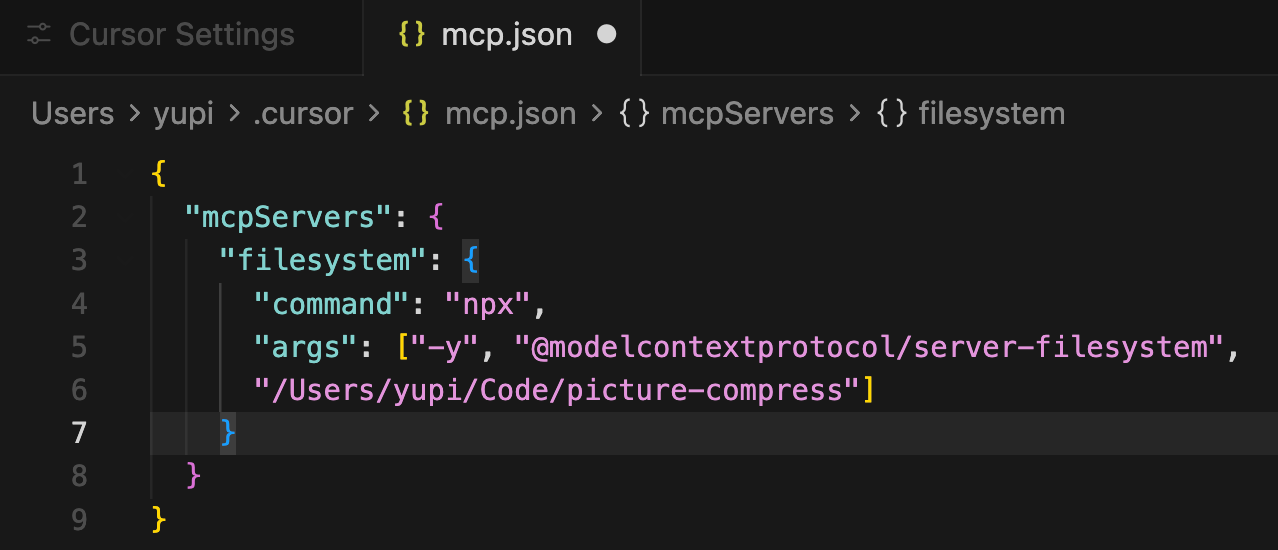 Cursor Settings
{} mcp.json
Users > yupi > .cursor > {} mcp.json > {} mcpServers > {} filesystem
1 {
2 "mcpServers": {
3 "filesystem": {
4 "command": "npx",
5 "args": ["-y", "@modelcontextprotocol/server-filesystem",
6 "/Users/yupi/Code/picture-compress"]
7 }
8 }
9 }